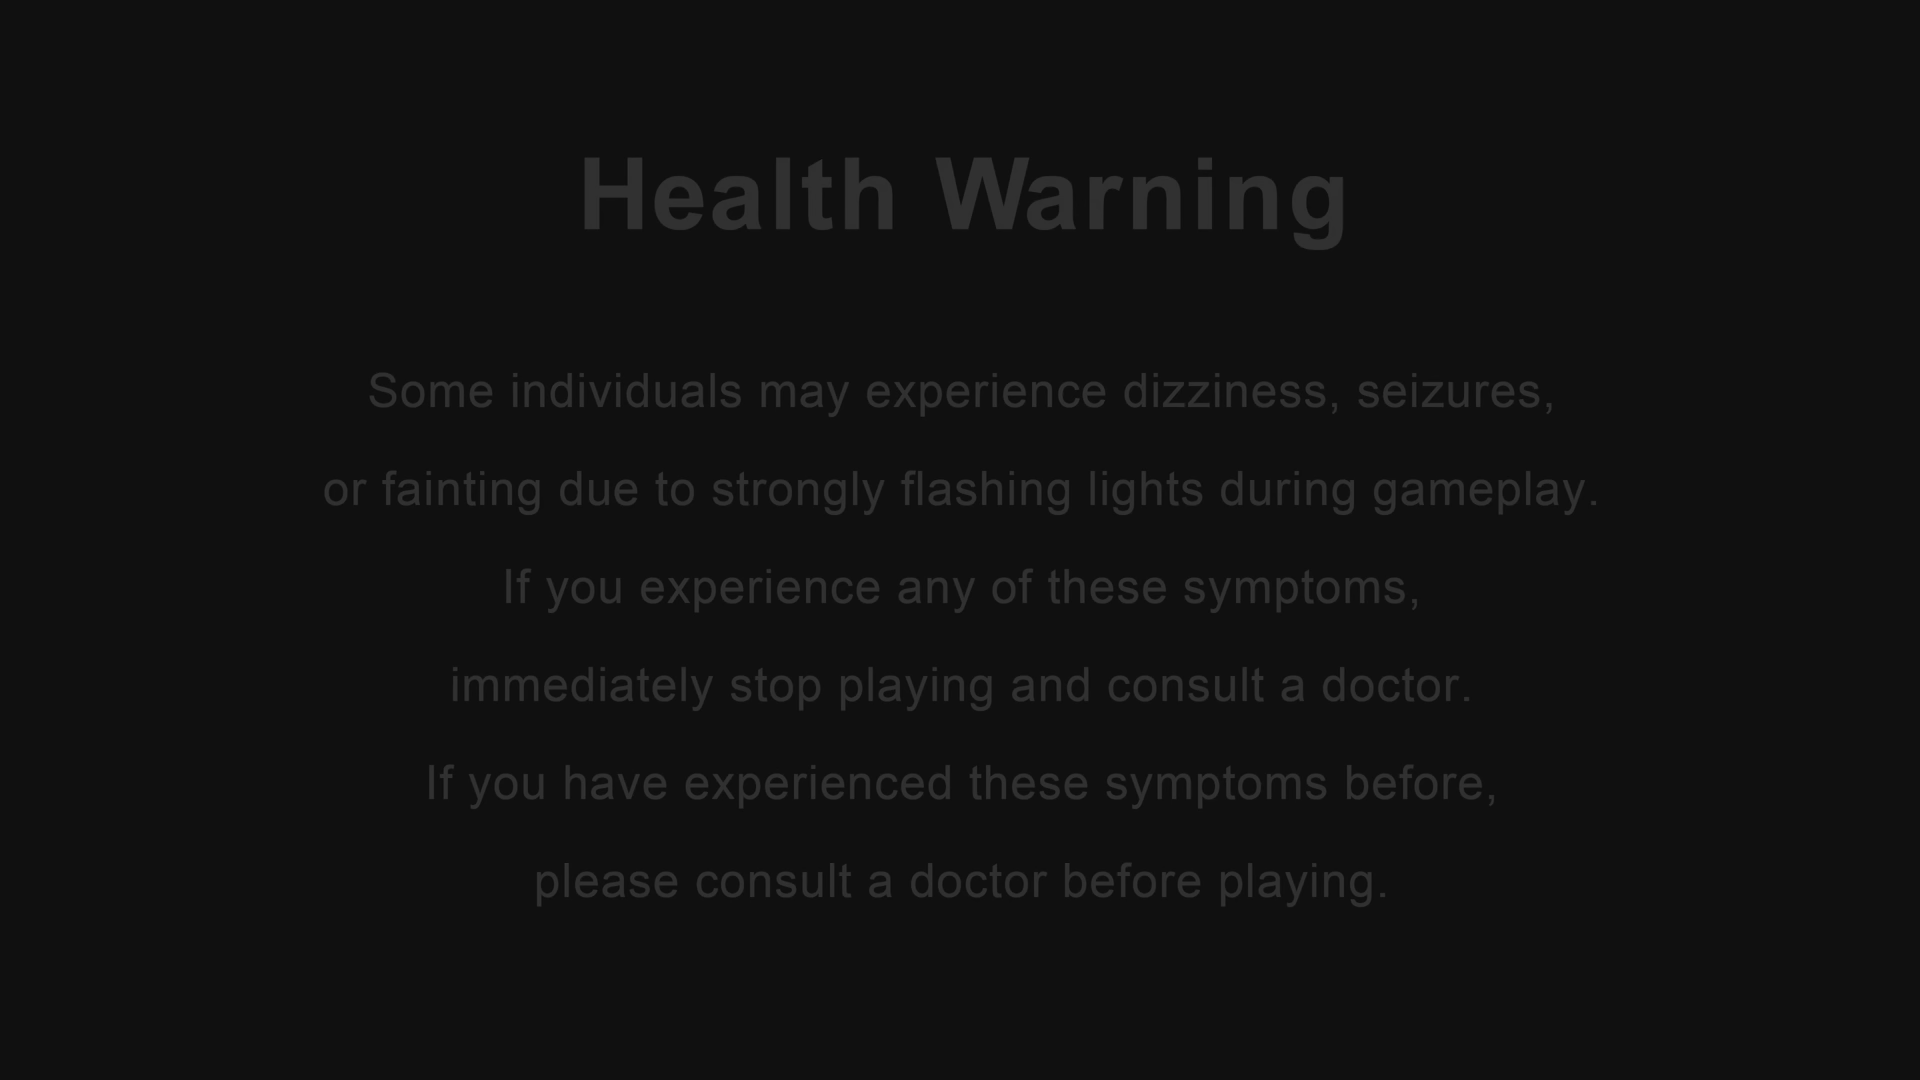 Health Warning
Some individuals may experience dizziness, seizures,
or fainting due to strongly flashing lights during gameplay.
If you experience any of these symptoms,
immediately stop playing and consult a doctor.
If you have experienced these symptoms before,
please consult a doctor before playing.